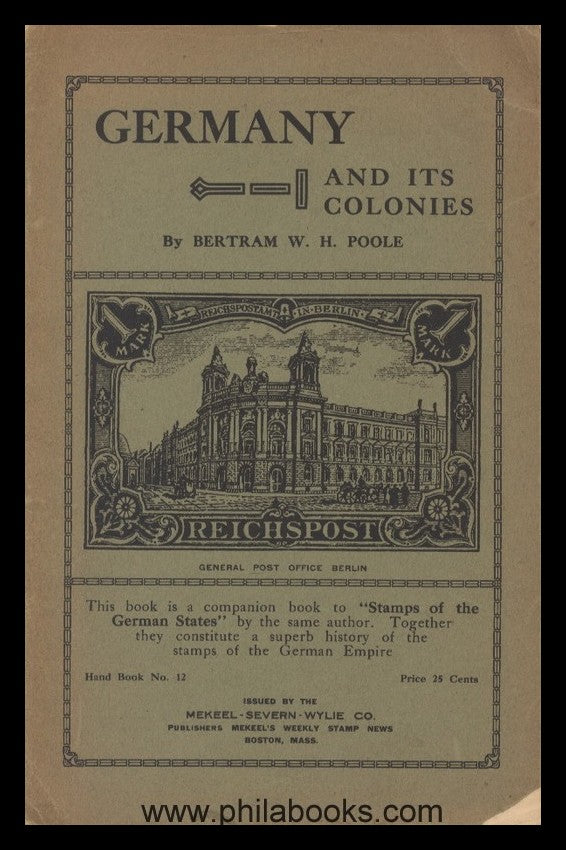 GERMANY
AND ITS
COLONIES
By BERTRAM W. H. POOLE
REICHSPOSTAMT IN BERLIN
1 MARK
1 MARK
REICHSPOST
GENERAL POST OFFICE BERLIN
This book is a companion book to "Stamps of the
German States" by the same author. Together
they constitute a superb history of the
stamps of the German Empire
Hand Book No. 12
Price 25 Cents
ISSUED BY THE
MEKEEL-SEVERN-WYLIE CO.
PUBLISHERS MEKEEL'S WEEKLY STAMP NEWS
BOSTON, MASS.
www.philabooks.com